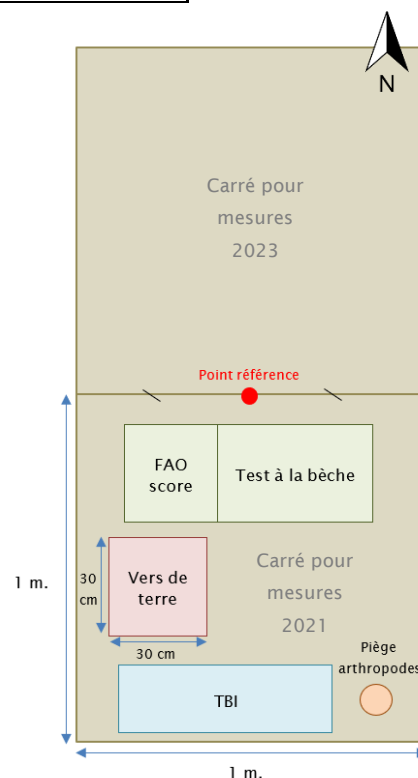 N
Carré pour
mesures
2023
Point référence
FAO
score
Test à la bèche
1 m.
30
cm
Vers de
terre
30 cm
Carré pour
mesures
2021
Piège
arthropodes
TBI
1 m.